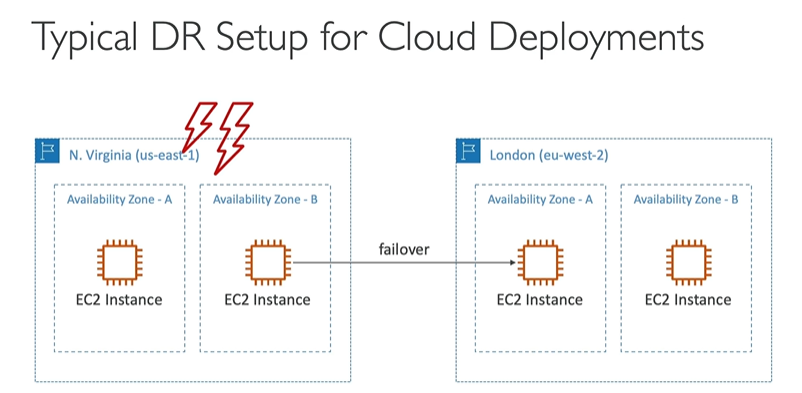 Typical DR Setup for Cloud Deployments
N. Virginia (us-east-1)
Availability Zone - A
EC2 Instance
Availability Zone - B
EC2 Instance
failover
London (eu-west-2)
Availability Zone - A
EC2 Instance
Availability Zone - B
EC2 Instance